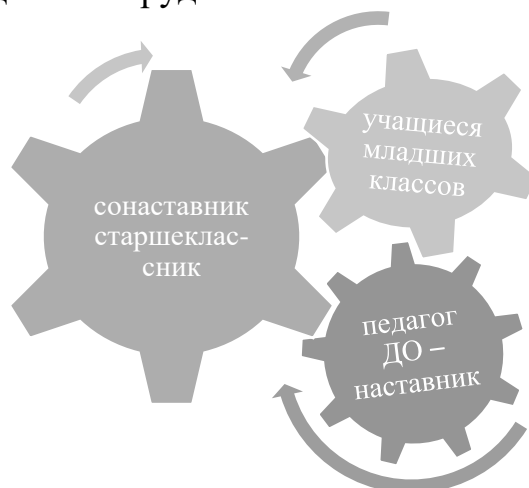 сонаставник
старшеклас-
сник
учащиеся
младших
классов
педагог
ДО –
наставник